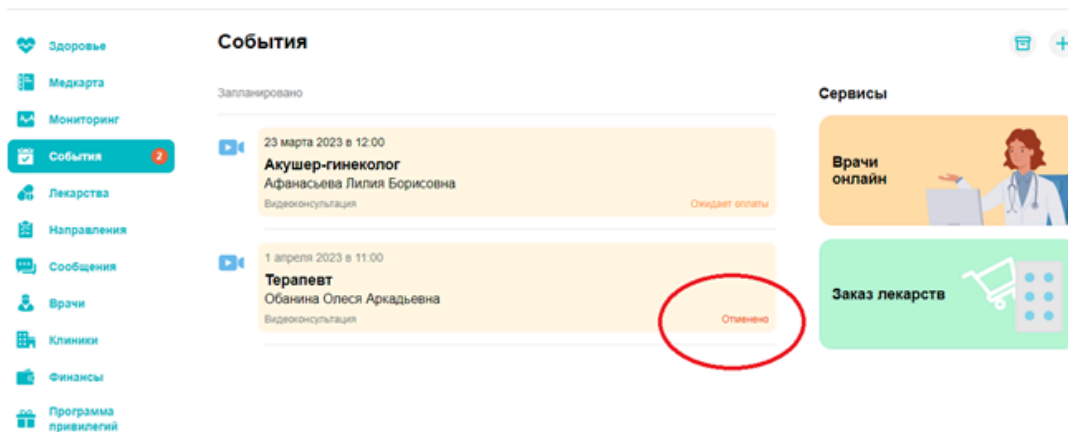 События
Здоровье
Медкарта
Мониторинг
События 2
Лекарства
Направления
Сообщения
Врачи
Клиники
Финансы
Программа
привилегий
Запланировано
23 марта 2023 в 12:00
Акушер-гинеколог
Афанасьева Лилия Борисовна
Видеоконсультация
Ожидает оплаты
1 апреля 2023 в 11:00
Терапевт
Обанина Олеся Аркадьевна
Видеоконсультация
Отменено
Сервисы
Врачи
онлайн
Заказ лекарств